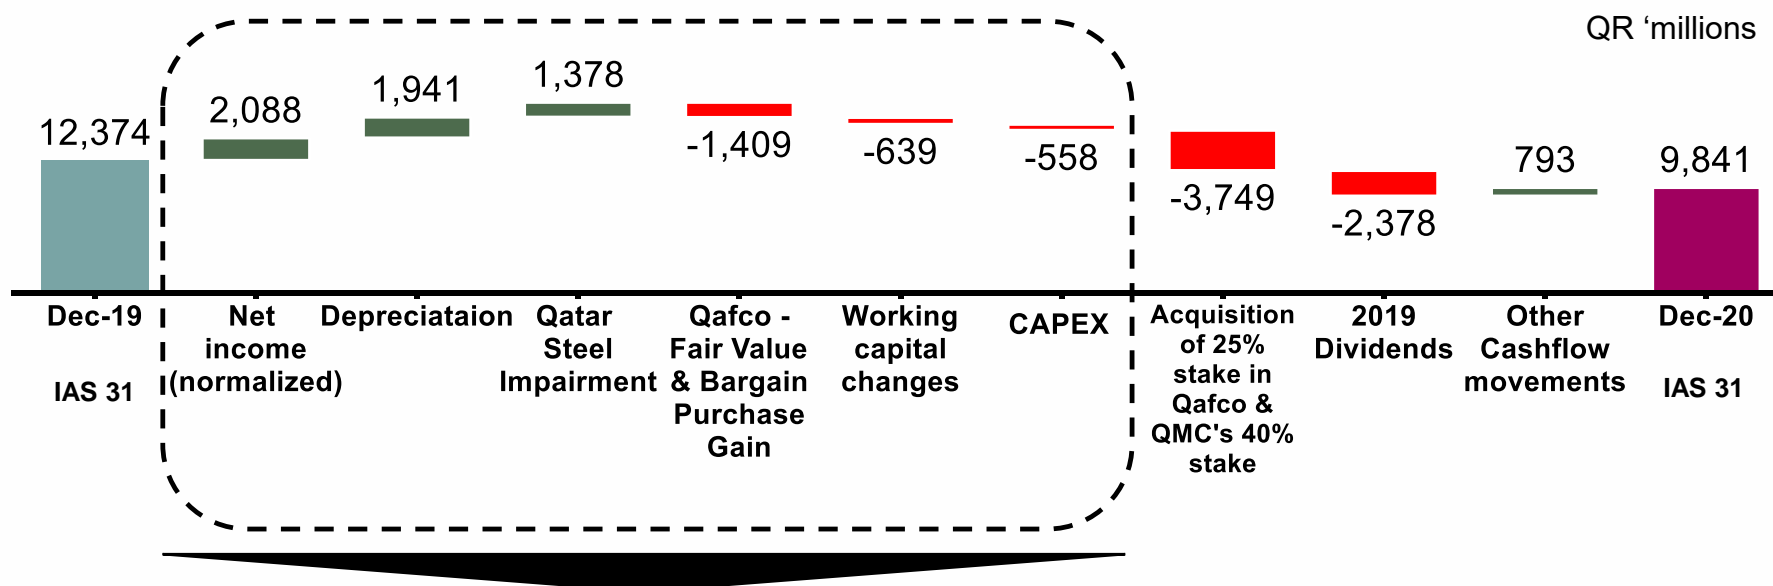 QR ‘millions
12,374
2,088
1,941
1,378
-1,409
-639
-558
-3,749
-2,378
793
9,841
Dec-19
IAS 31
Net
income
(normalized)
Depreciataion
Qatar
Steel
Impairment
Qafco -
Fair Value
& Bargain
Purchase
Gain
Working
capital
changes
CAPEX
Acquisition
of 25%
stake in
Qafco &
QMC's 40%
stake
2019
Dividends
Other
Cashflow
movements
Dec-20
IAS 31